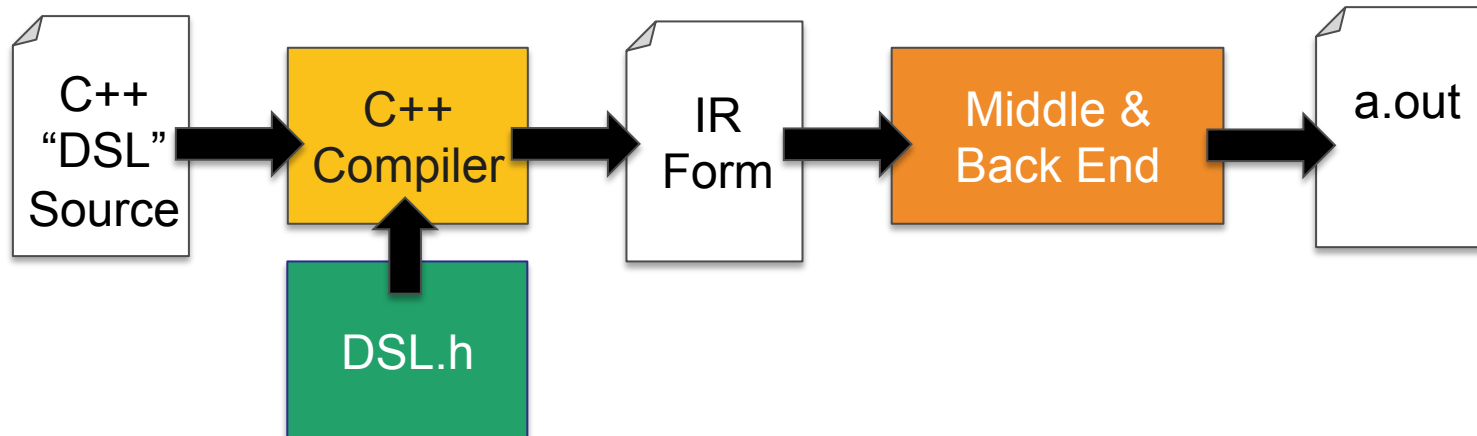 C++
“DSL”
Source
C++
Compiler
IR
Form
Middle &
Back End
a.out
DSL.h